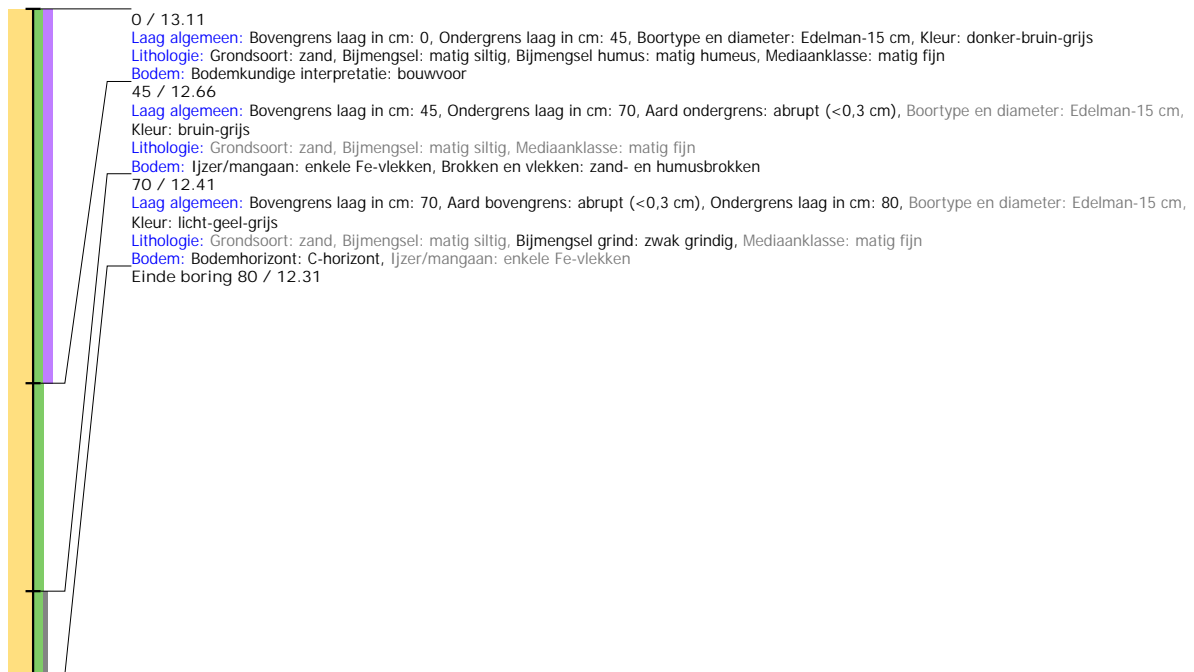 0 / 13.11
Laag algemeen: Bovengrens laag in cm: 0, Ondergrens laag in cm: 45, Boortype en diameter: Edelman-15 cm, Kleur: donker-bruin-grijs
Lithologie: Grondsoort: zand, Bijmengsel: matig siltig, Bijmengsel humus: matig humeus, Mediaanklasse: matig fijn
Bodem: Bodemkundige interpretatie: bouwvoor
45 / 12.66
Laag algemeen: Bovengrens laag in cm: 45, Ondergrens laag in cm: 70, Aard ondergrens: abrupt (<0,3 cm), Boortype en diameter: Edelman-15 cm,
Kleur: bruin-grijs
Lithologie: Grondsoort: zand, Bijmengsel: matig siltig, Mediaanklasse: matig fijn
Bodem: Ijzer/mangaan: enkele Fe-vlekken, Brokken en vlekken: zand- en humusbrokken
70 / 12.41
Laag algemeen: Bovengrens laag in cm: 70, Aard bovengrens: abrupt (<0,3 cm), Ondergrens laag in cm: 80, Boortype en diameter: Edelman-15 cm,
Kleur: licht-geel-grijs
Lithologie: Grondsoort: zand, Bijmengsel: matig siltig, Bijmengsel grind: zwak grindig, Mediaanklasse: matig fijn
Bodem: Bodemhorizont: C-horizont, Ijzer/mangaan: enkele Fe-vlekken
Einde boring 80 / 12.31